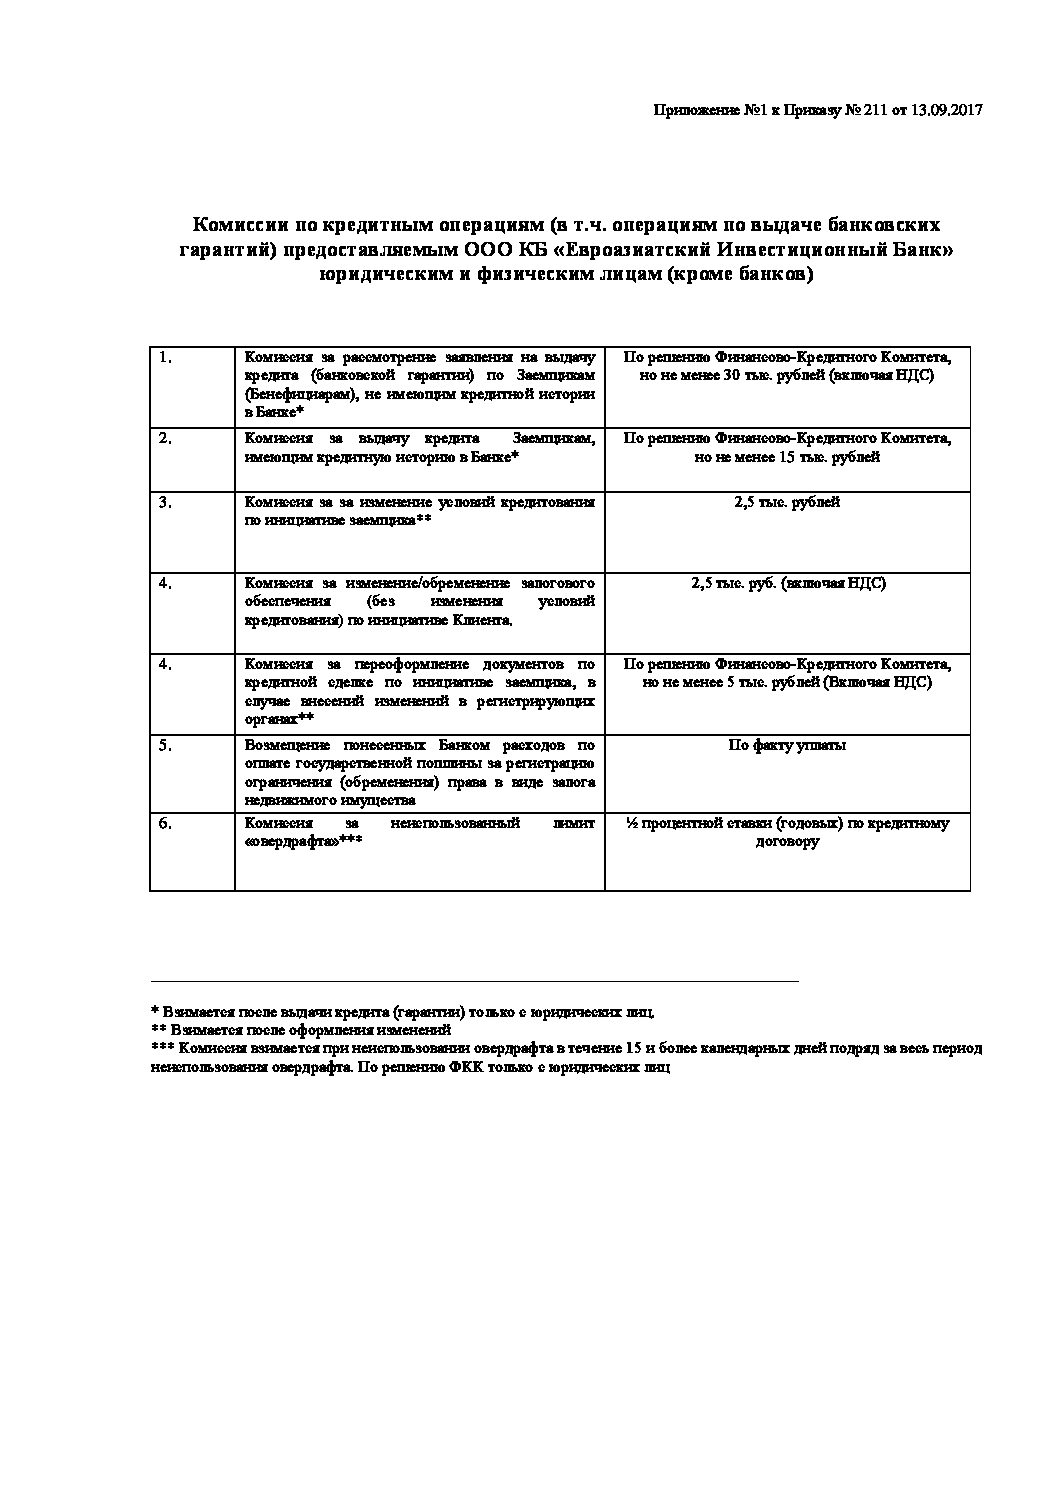 Приложение №1 к Приказу № 211 от 13.09.2017
Комиссии по кредитным операциям (в т.ч. операциям по выдаче банковских
гарантий) предоставляемым ООО КБ «Евроазиатский Инвестиционный Банк»
юридическим и физическим лицам (кроме банков)
1.
Комиссия за рассмотрение заявления на выдачу
кредита (банковской гарантии) по Заемщикам
(Бенефициарам), не имеющим кредитной истории
в Банке*
По решению Финансово-Кредитного Комитета,
но не менее 30 тыс. рублей (включая НДС)
2.
Комиссия за выдачу кредита Заемщикам,
имеющим кредитную историю в Банке*
По решению Финансово-Кредитного Комитета,
но не менее 15 тыс. рублей
3.
Комиссия за за изменение условий кредитования
по инициативе заемщика**
2,5 тыс. рублей
4.
Комиссия за изменение/обременение залогового
обеспечения (без изменения условий
кредитования) по инициативе Клиента.
2,5 тыс. руб. (включая НДС)
4.
Комиссия за переоформление документов по
кредитной сделке по инициативе заемщика, в
случае внесений изменений в регистрирующих
органах**
По решению Финансово-Кредитного Комитета,
но не менее 5 тыс. рублей (Включая НДС)
5.
Возмещение понесенных Банком расходов по
оплате государственной пошлины за регистрацию
ограничения (обременения) права в виде залога
недвижимого имущества
По факту уплаты
6.
Комиссия за неиспользованный лимит
«овердрафта»***
½ процентной ставки (годовых) по кредитному
договору
* Взимается после выдачи кредита (гарантии) только с юридических лиц.
** Взимается после оформления изменений
*** Комиссия взимается при неиспользовании овердрафта в течение 15 и более календарных дней подряд за весь период
неиспользования овердрафта. По решению ФКК только с юридических лиц